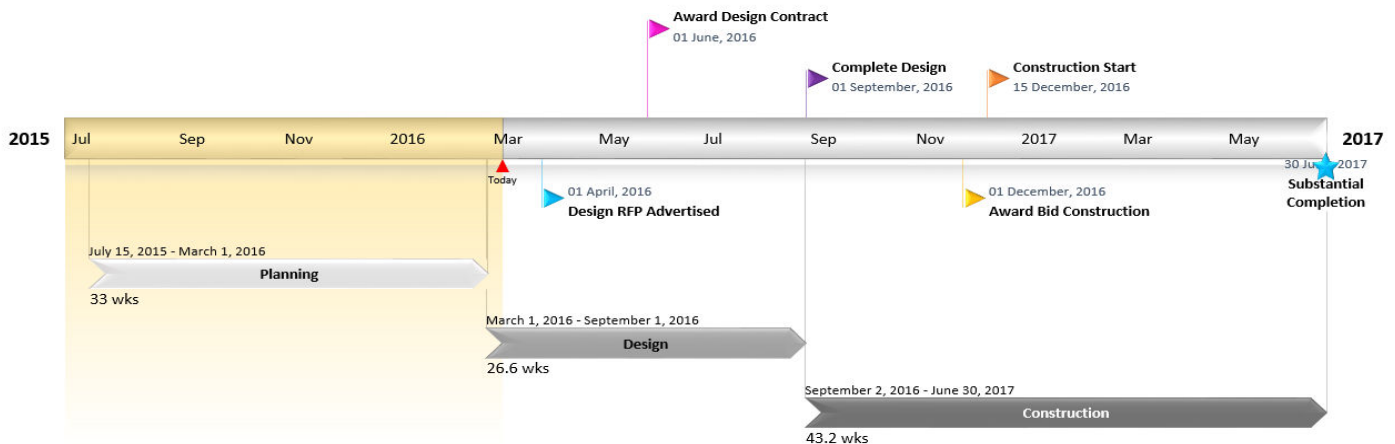 Award Design Contract
01 June, 2016
Complete Design
01 September, 2016
Construction Start
15 December, 2016
2015 Jul Sep Nov 2016 Mar May Jul Sep Nov 2017 Mar May 2017
Today
01 April, 2016
Design RFP Advertised
01 December, 2016
Award Bid Construction
30 2017
Substantial
Completion
July 15, 2015 - March 1, 2016
Planning
33 wks
March 1, 2016 - September 1, 2016
Design
26.6 wks
September 2, 2016 - June 30, 2017
Construction
43.2 wks